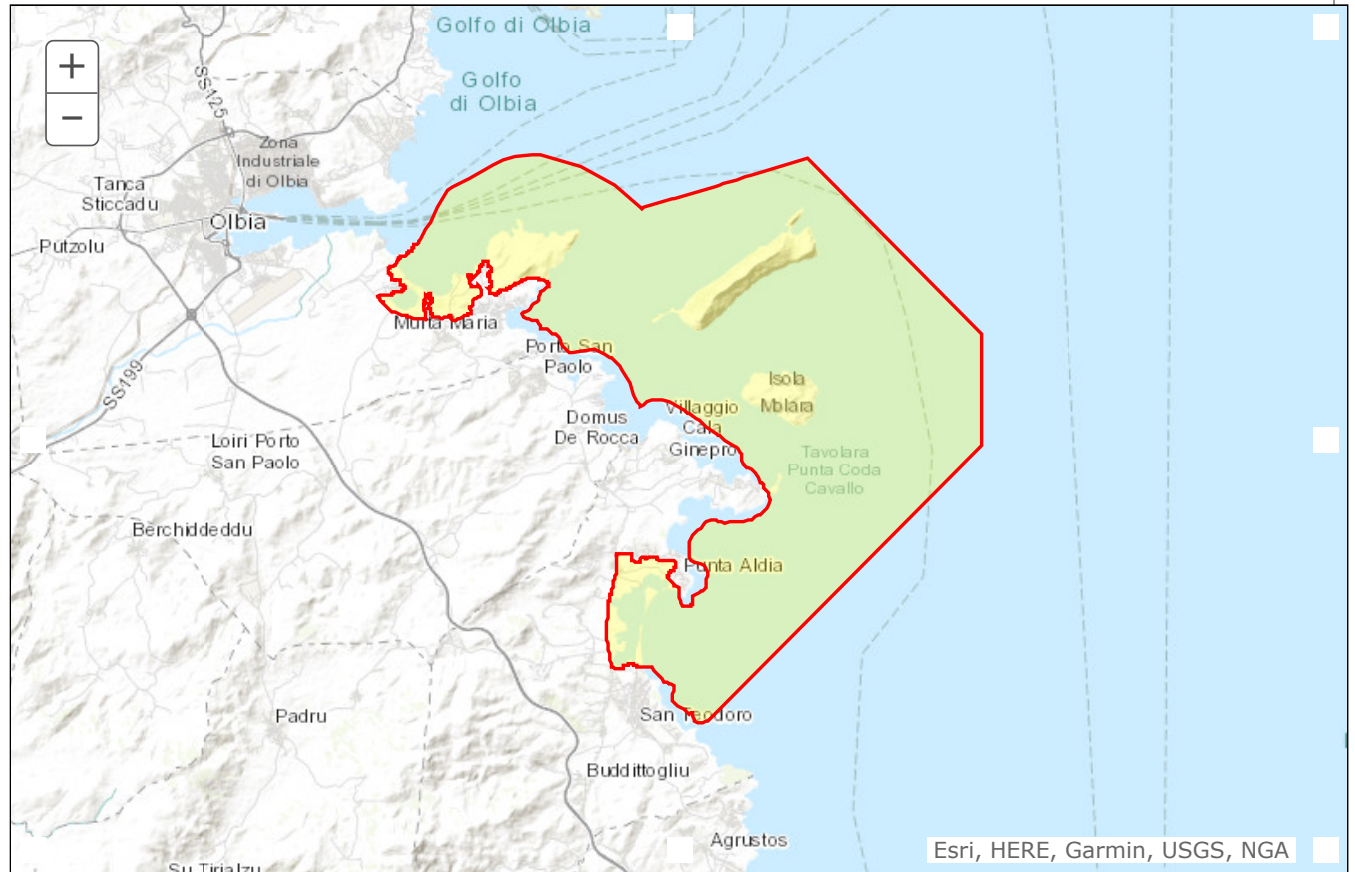 Golfo di Olbia
+
Golfo
di Olbia
−
SS125
Zona
Industriale
di Olbia
Tanca
Sticcadu
Olbia
Putzolu
Murta Maria
Porto San
Paolo
SS199
Isola
Molara
Villaggio
Cala
Ginepro
Domus
De Rocca
Loiri Porto
San Paolo
Tavolara
Punta Coda
Cavallo
Berchiddeddu
Punta Aldia
Padru
San Teodoro
Buddittogliu
Agrustos
Su Tirialzu
Esri, HERE, Garmin, USGS, NGA